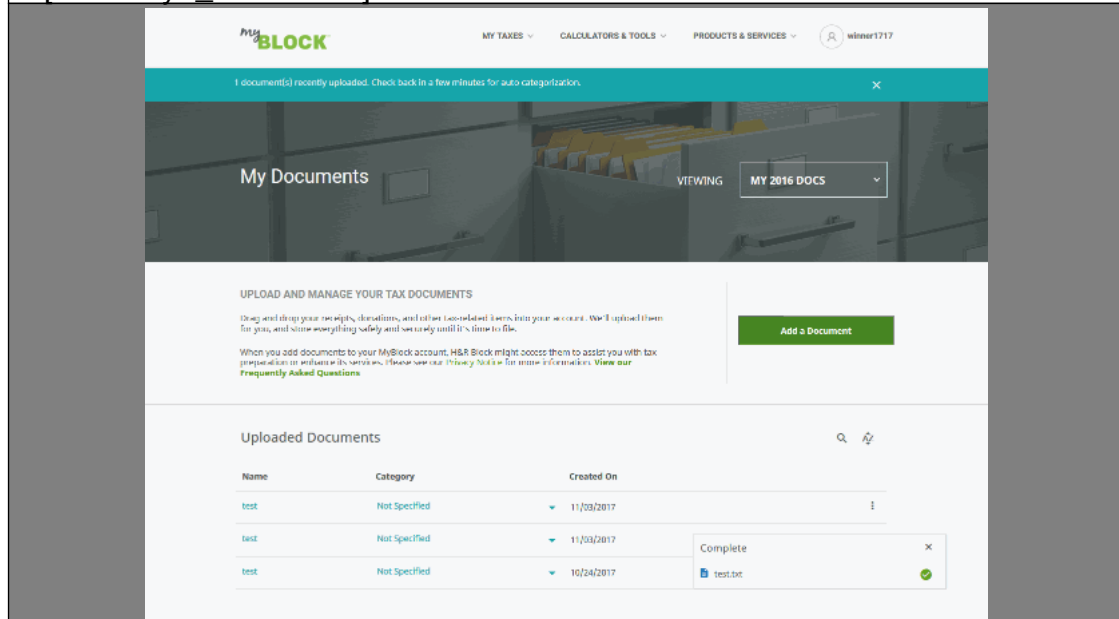 my BLOCK
MY TAXES
CALCULATORS & TOOLS
PRODUCTS & SERVICES
winner1717
1 document(s) recently uploaded. Check back in a few minutes for auto categorization.
My Documents
VIEWING
MY 2016 DOCS
UPLOAD AND MANAGE YOUR TAX DOCUMENTS
Drag and drop your receipts, donations, and other tax-related items into your account. We'll upload them
for you, and store everything safely and securely until it's time to file.
When you add documents to your MyBlock account, H&R Block might access them to assist you with tax
preparation or enhance its services. Please see our Privacy Notice for more information. View our
Frequently Asked Questions
Add a Document
Uploaded Documents
Name Category Created On
test Not Specified 11/03/2017
test Not Specified 11/03/2017
test Not Specified 10/24/2017
Complete
test.txt